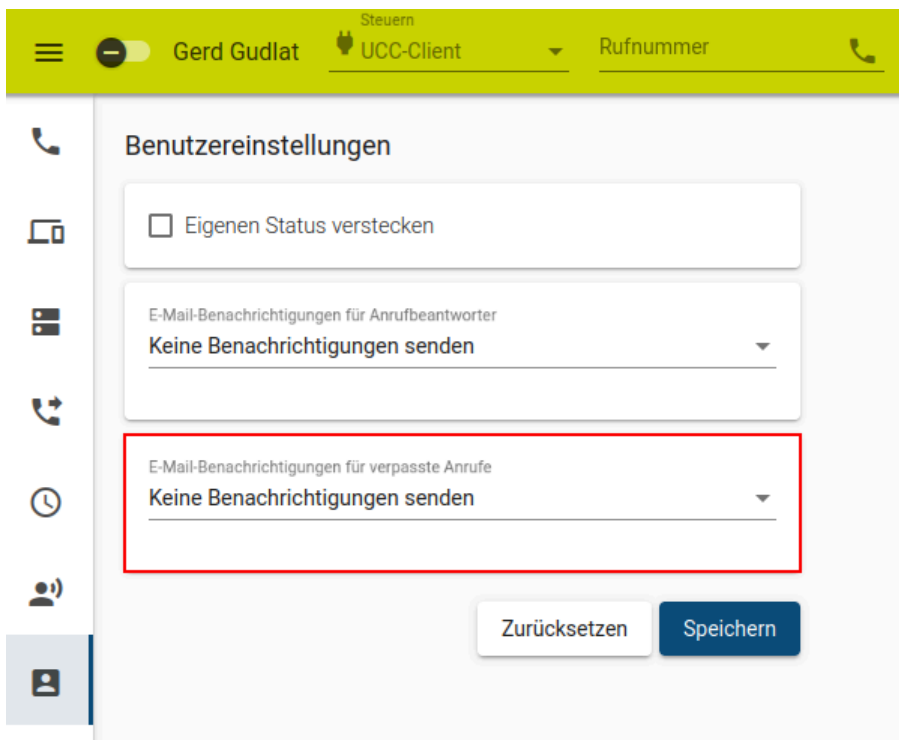 Steuern
Gerd Gudlat UCC-Client Rufnummer
Benutzereinstellungen
Eigenen Status verstecken
E-Mail-Benachrichtigungen für Anrufbeantworter
Keine Benachrichtigungen senden
E-Mail-Benachrichtigungen für verpasste Anrufe
Keine Benachrichtigungen senden
Zurücksetzen Speichern